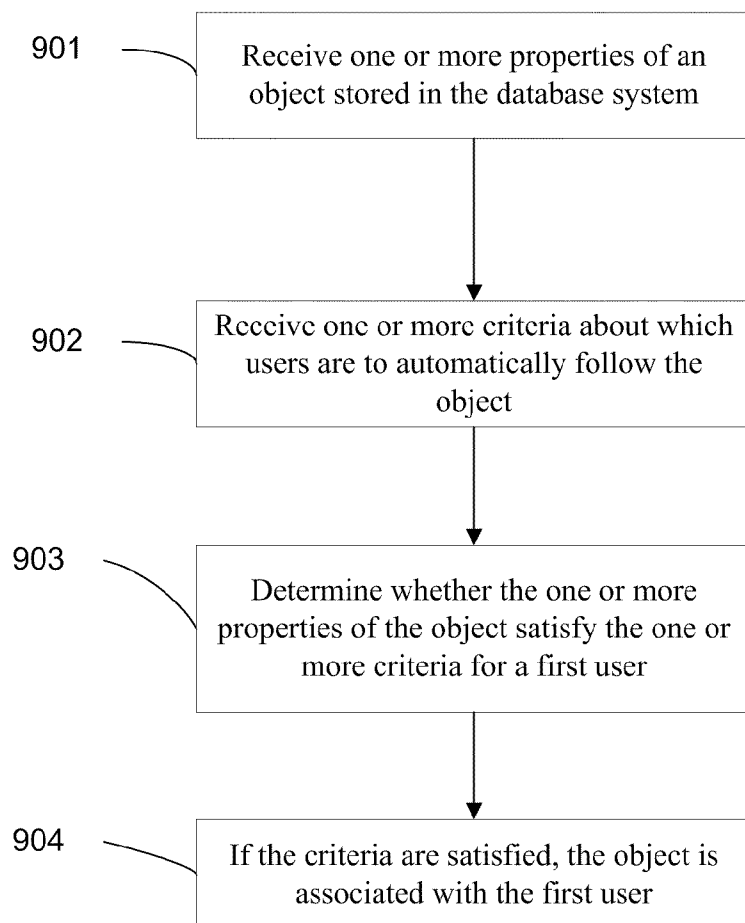 901
Receive one or more properties of an
object stored in the database system
902
Receive one or more criteria about which
users are to automatically follow the
object
903
Determine whether the one or more
properties of the object satisfy the one or
more criteria for a first user
904
If the criteria are satisfied, the object is
associated with the first user